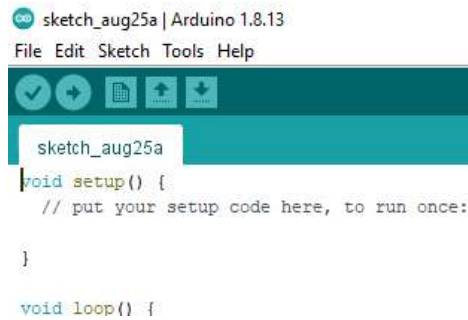 sketch_aug25a | Arduino 1.8.13
File Edit Sketch Tools Help
sketch_aug25a
void setup() {
// put your setup code here, to run once:
}
void loop() {